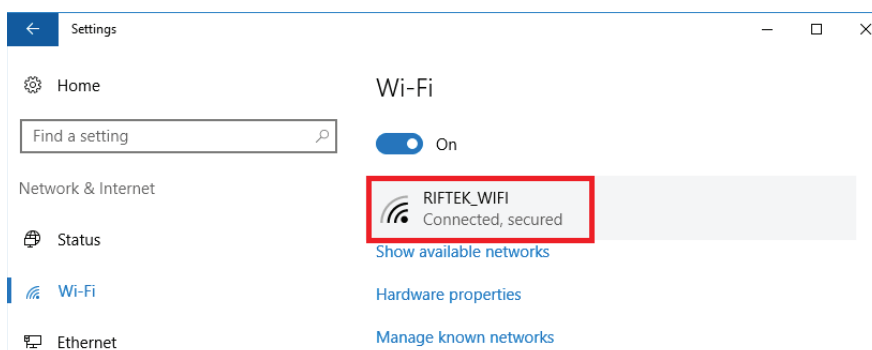 Settings
Home
Find a setting
Network & Internet
Status
Wi-Fi
Ethernet
Wi-Fi
On
RIFTEK_WIFI
Connected, secured
Show available networks
Hardware properties
Manage known networks